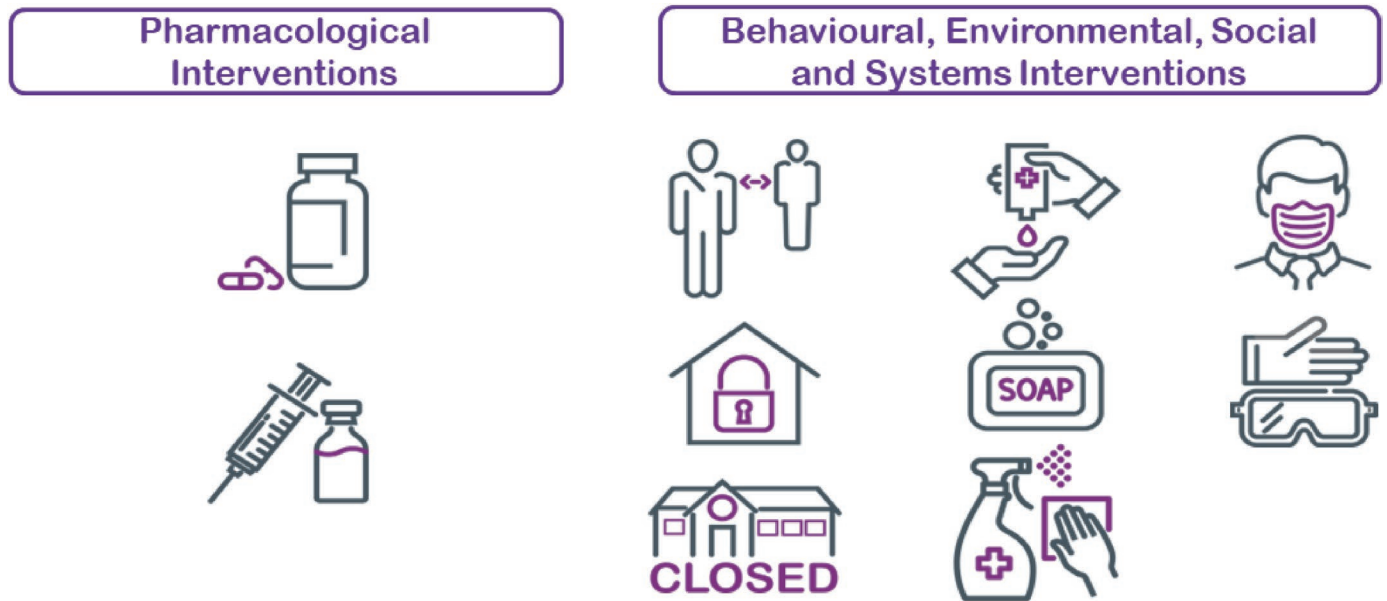 Pharmacological
Interventions
Behavioural, Environmental, Social
and Systems Interventions
SOAP
CLOSED